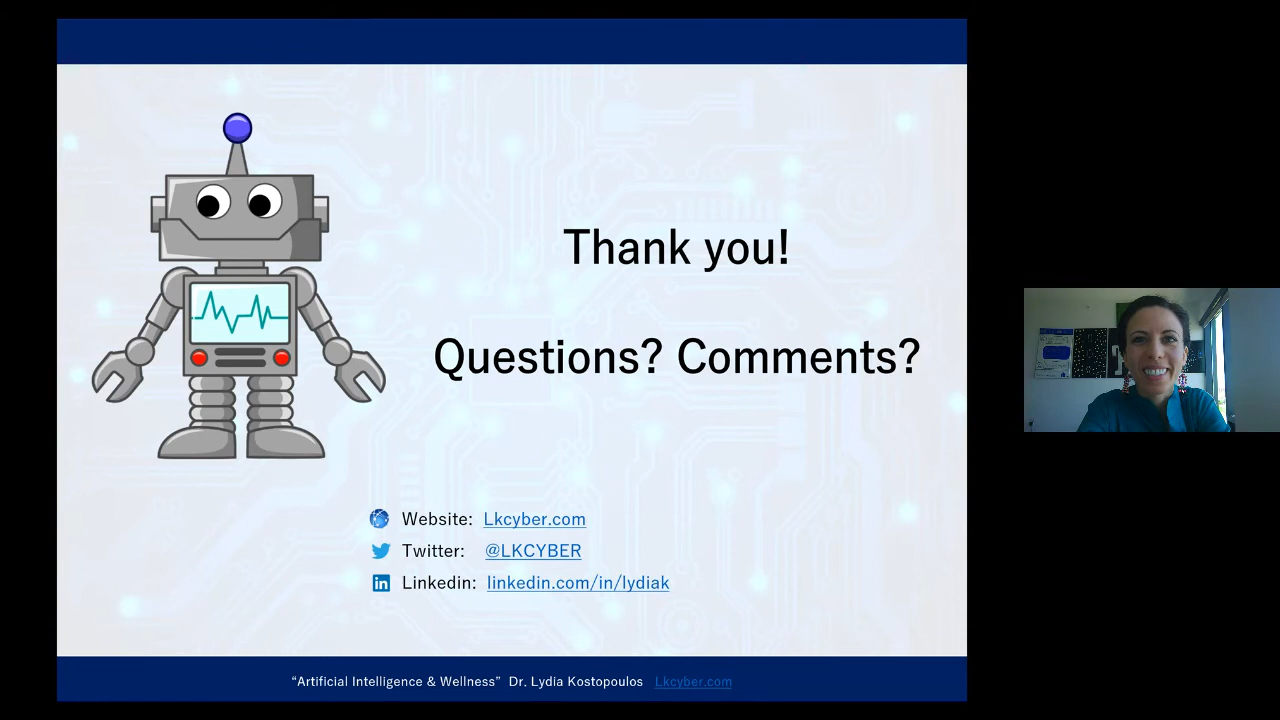 Thank you!
Questions? Comments?
Website: Lkcyber.com
Twitter: @LKCYBER
Linkedin: linkedin.com/in/lydiak
“Artificial Intelligence & Wellness” Dr. Lydia Kostopoulos Lkcyber.com